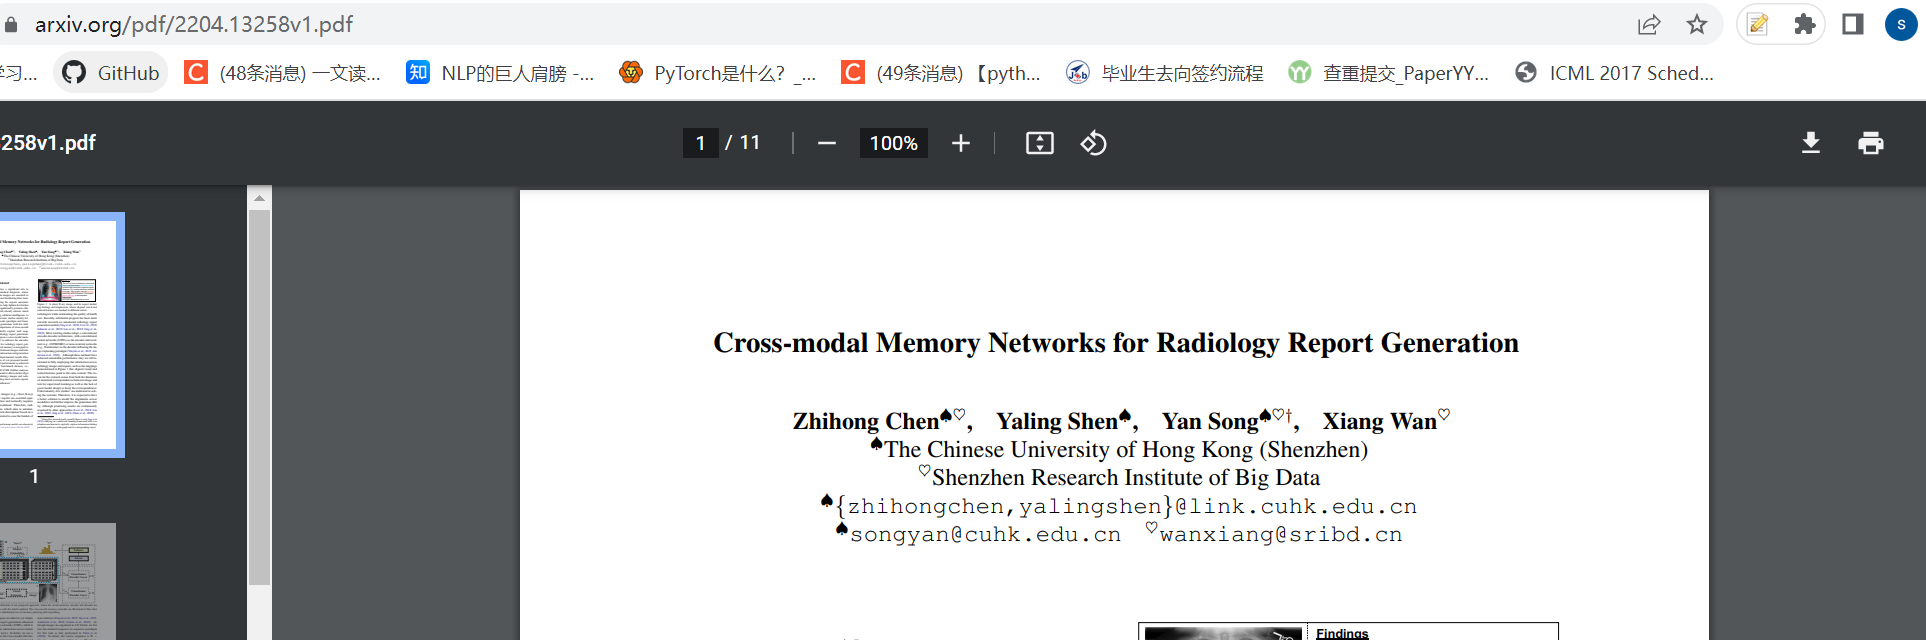 arxiv.org/pdf/2204.13258v1.pdf
S
学习... GitHub (48条消息) 一文读... NLP的巨人肩膀 -... PyTorch是什么? _... (49条消息) 【pyth... 毕业生去向签约流程 查重提交_PaperYY... ICML 2017 Sched...
258v1.pdf 1 / 11 100%
Cross-modal Memory Networks for Radiology Report Generation
Zhihong Chen♠♡, Yaling Shen♠, Yan Song♠♡†, Xiang Wan♡
♠The Chinese University of Hong Kong (Shenzhen)
♡Shenzhen Research Institute of Big Data
♠{zhihongchen,yalingshen}@link.cuhk.edu.cn
♠songyan@cuhk.edu.cn ♡wanxiang@sribd.cn
Findings
1